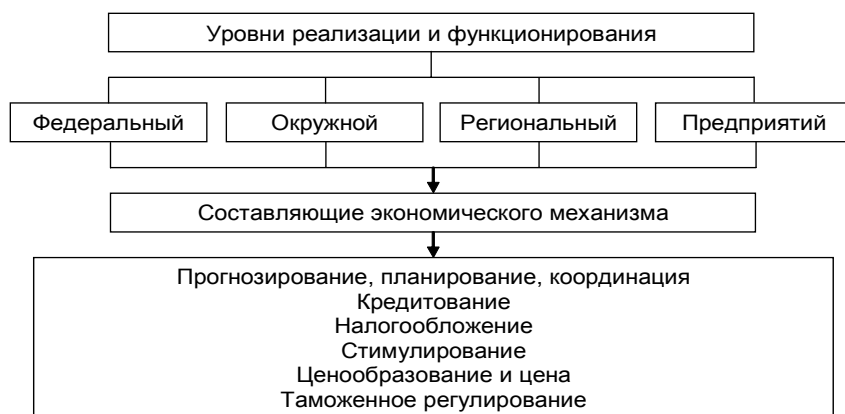 Уровни реализации и функционирования
Федеральный
Окружной
Региональный
Предприятий
Составляющие экономического механизма
Прогнозирование, планирование, координация
Кредитование
Налогообложение
Стимулирование
Ценообразование и цена
Таможенное регулирование